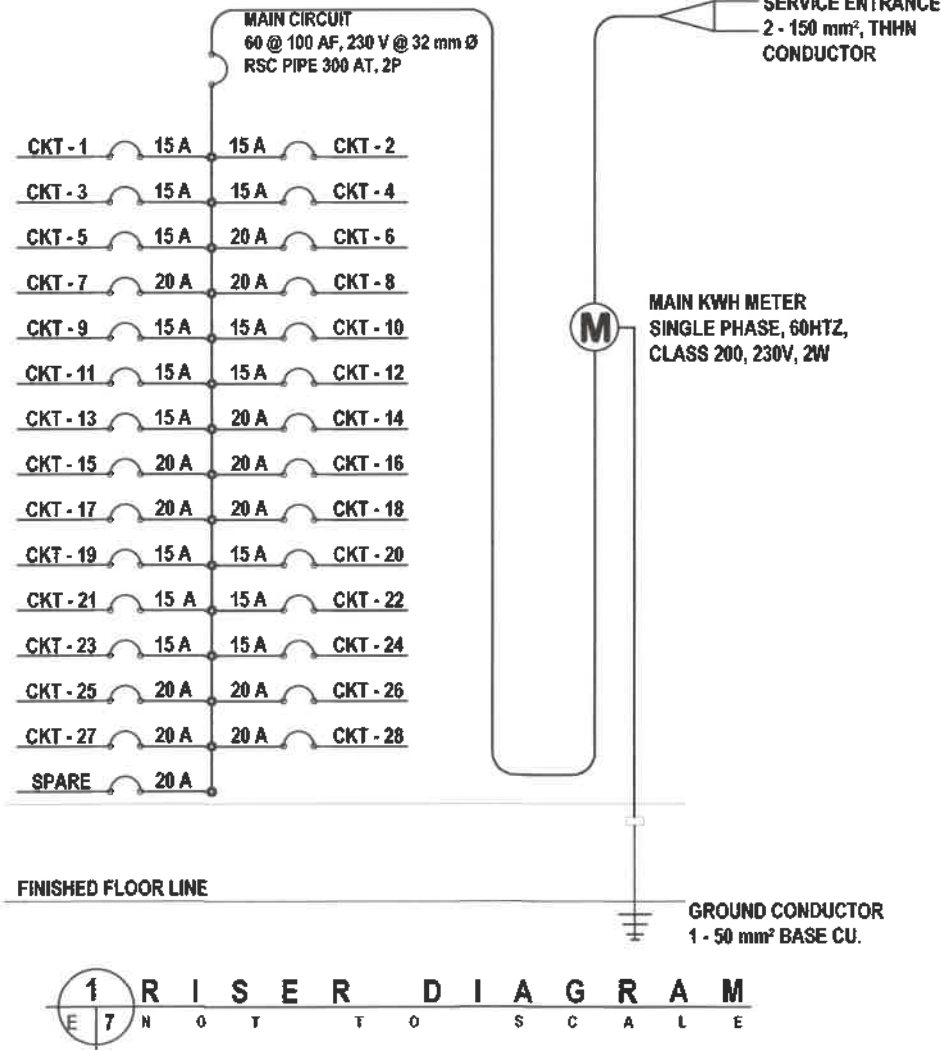 SERVICE ENTRANCE
2 - 150 mm², THHN
CONDUCTOR
MAIN CIRCUIT
60 @ 100 AF, 230 V @ 32 mm Ø
RSC PIPE 300 AT, 2P
CKT - 1 15 A 15 A CKT - 2
CKT - 3 15 A 15 A CKT - 4
CKT - 5 15 A 20 A CKT - 6
CKT - 7 20 A 20 A CKT - 8
CKT - 9 15 A 15 A CKT - 10
CKT - 11 15 A 15 A CKT - 12
CKT - 13 15 A 20 A CKT - 14
CKT - 15 20 A 20 A CKT - 16
CKT - 17 20 A 20 A CKT - 18
CKT - 19 15 A 15 A CKT - 20
CKT - 21 15 A 15 A CKT - 22
CKT - 23 15 A 15 A CKT - 24
CKT - 25 20 A 20 A CKT - 26
CKT - 27 20 A 20 A CKT - 28
SPARE 20 A
M
MAIN KWH METER
SINGLE PHASE, 60HTZ,
CLASS 200, 230V, 2W
FINISHED FLOOR LINE
GROUND CONDUCTOR
1 - 50 mm² BASE CU.
1 RISER DIAGRAM
E 7 NOT TO SCALE